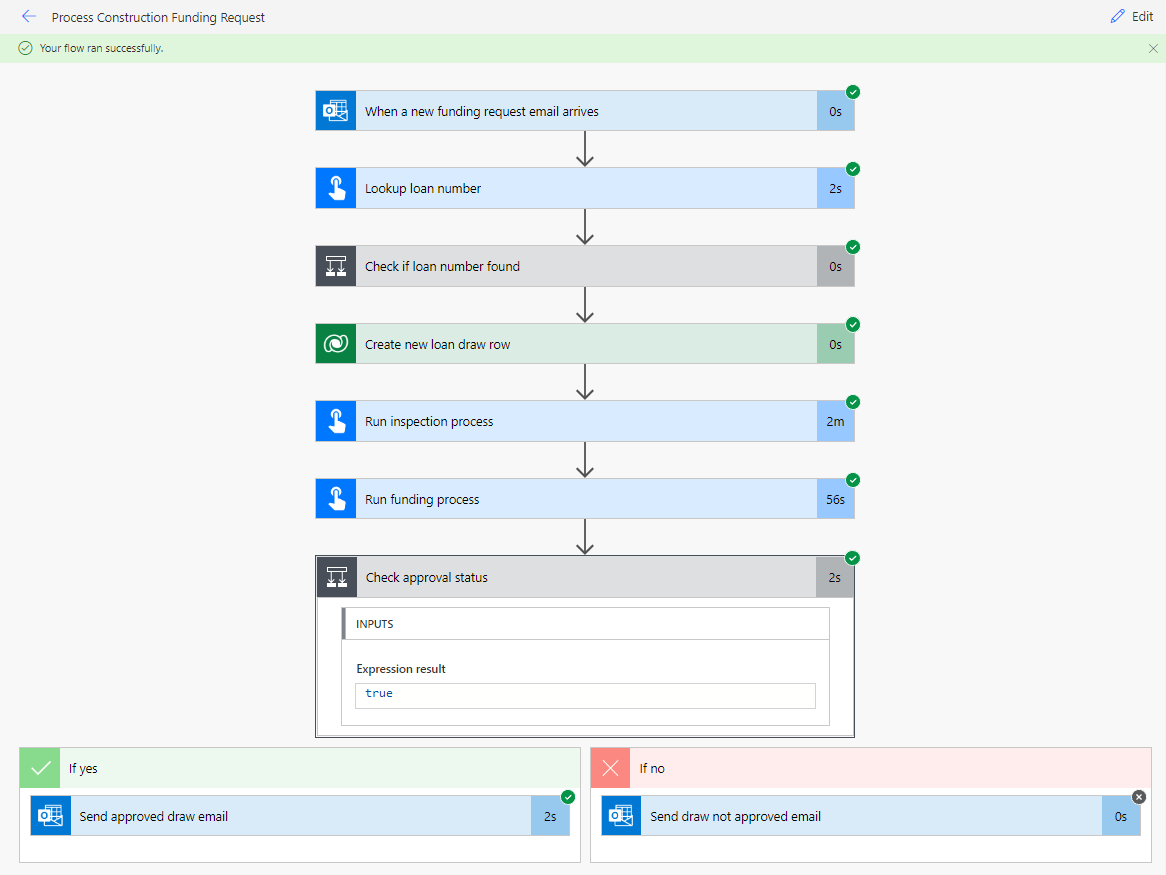 Process Construction Funding Request
Edit
Your flow ran successfully.
When a new funding request email arrives
0s
Lookup loan number
2s
Check if loan number found
0s
Create new loan draw row
0s
Run inspection process
2m
Run funding process
56s
Check approval status
2s
INPUTS
Expression result
true
If yes
If no
Send approved draw email
2s
Send draw not approved email
0s